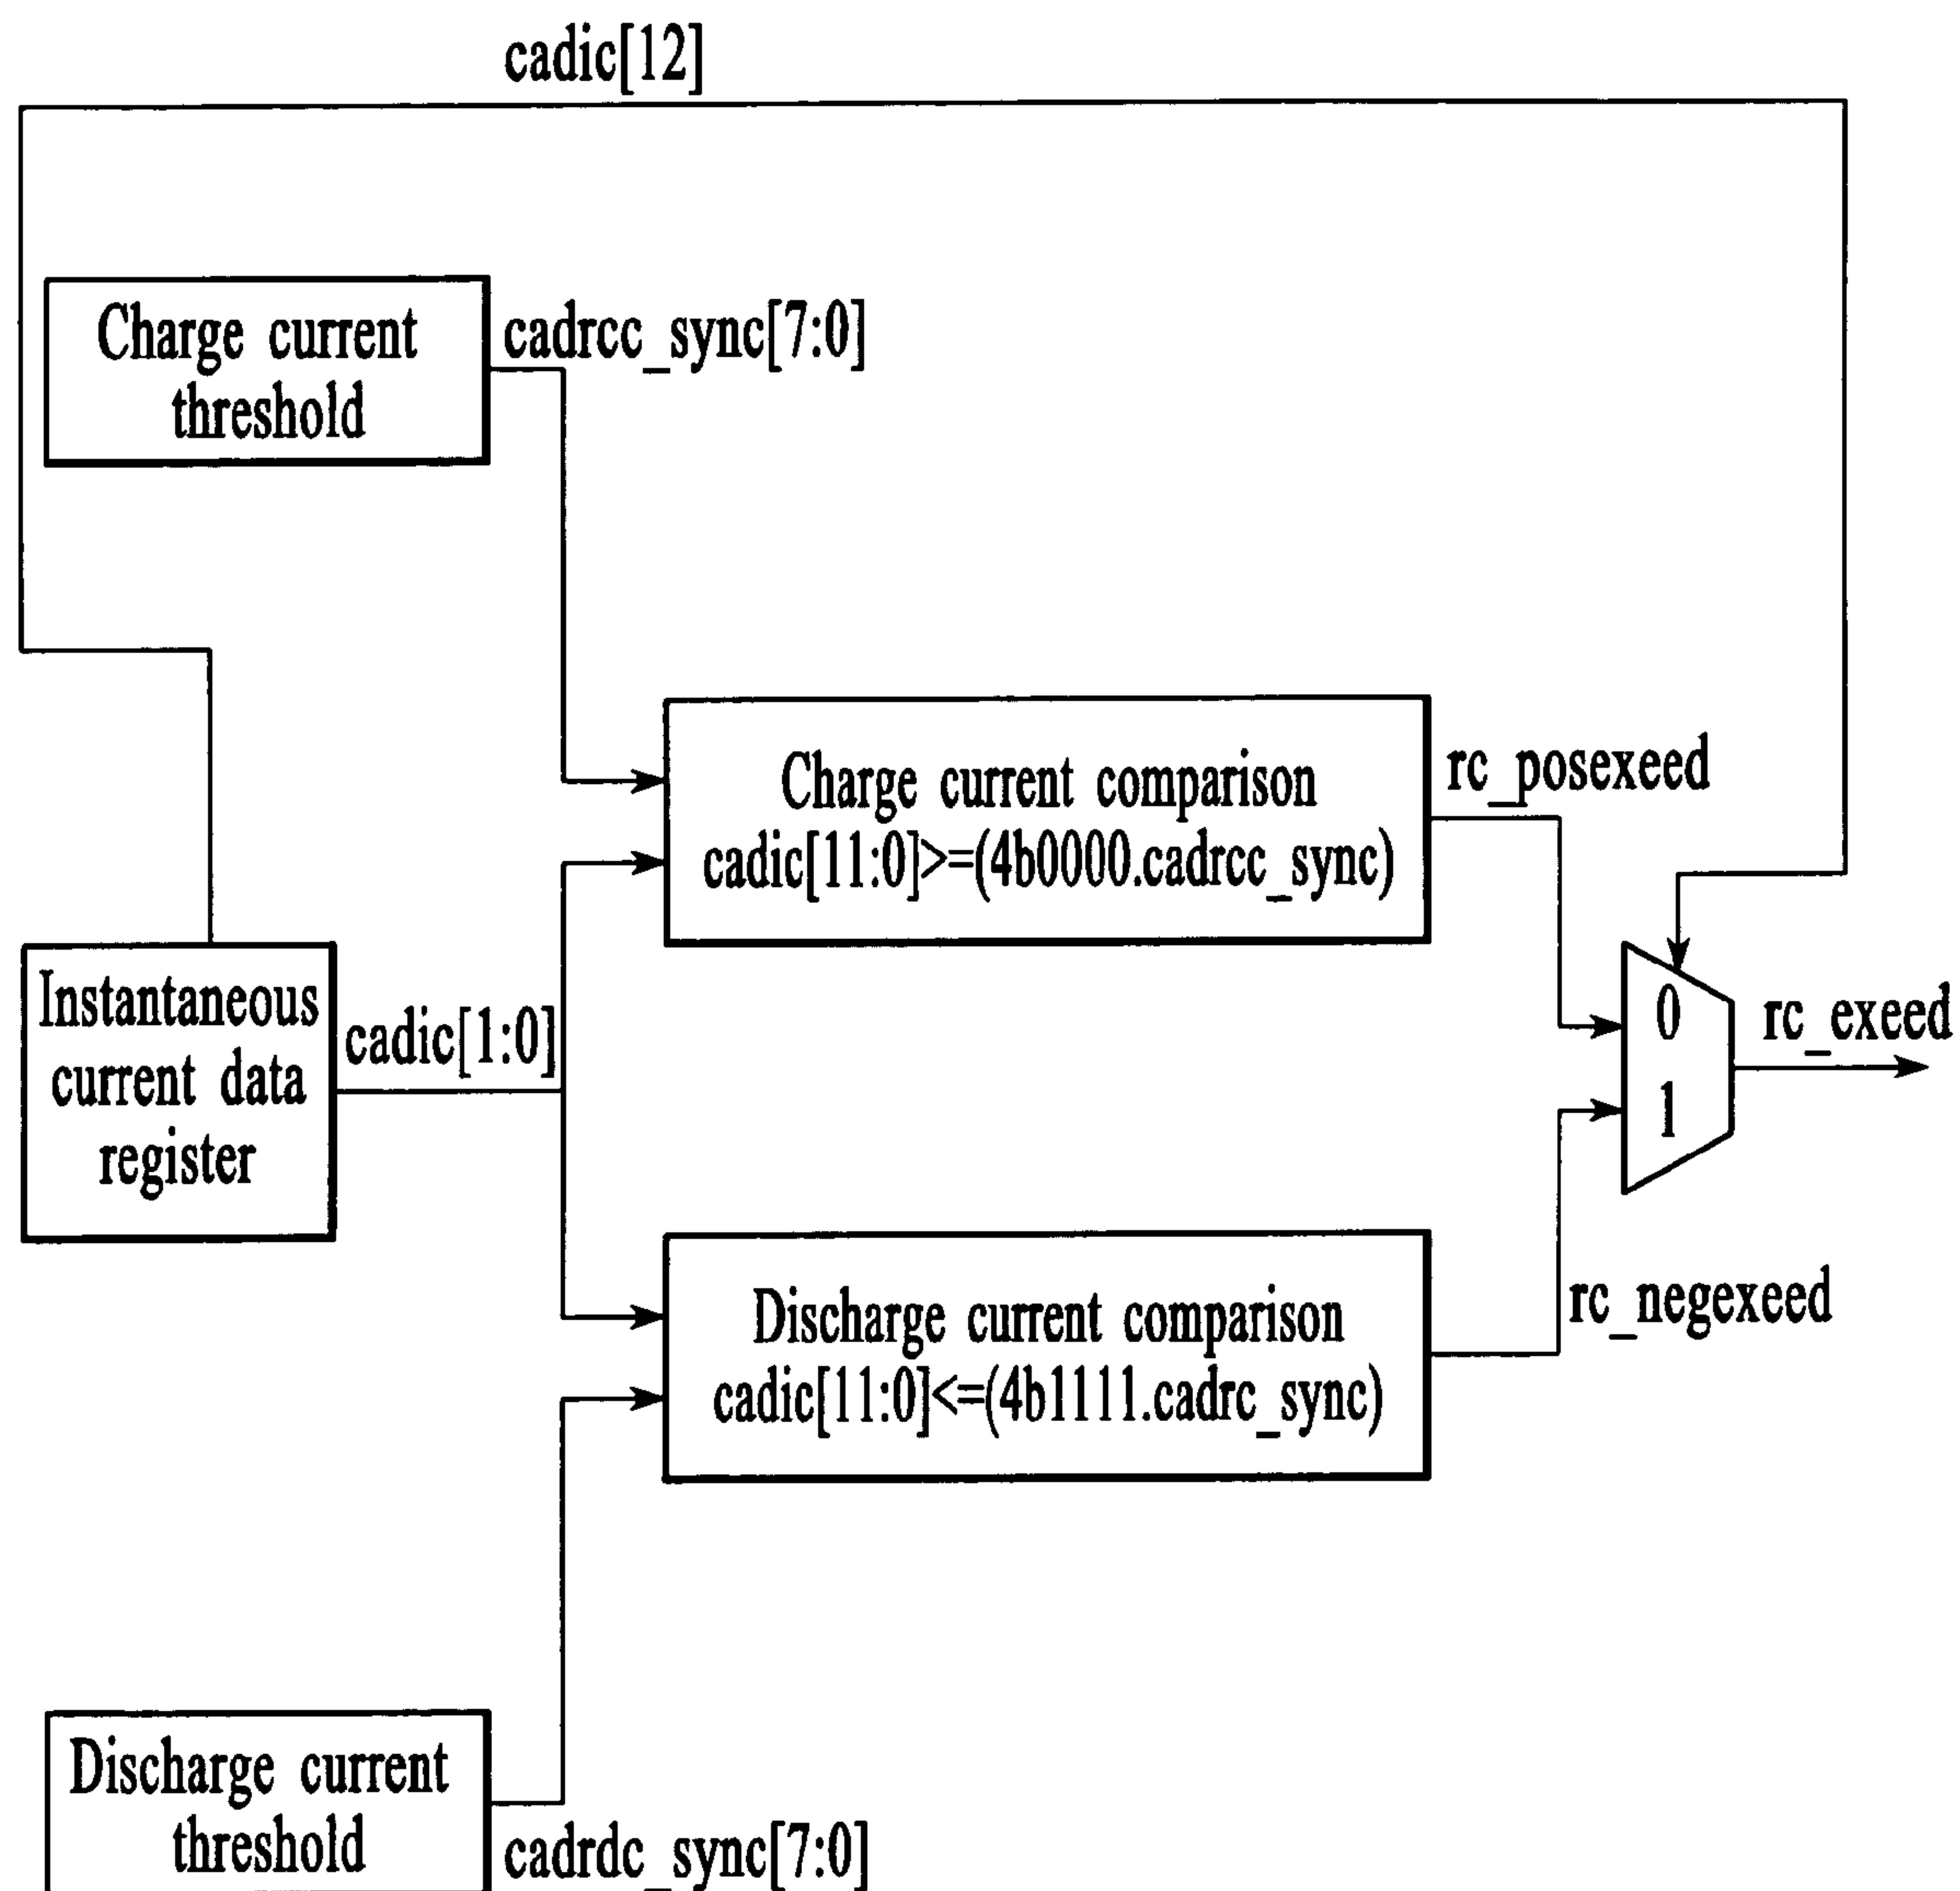 cadic[12]
Charge current
threshold
cadrcc_sync[7:0]
Charge current comparison
cadic[11:0]>=(4b0000.cadrcc_sync)
rc_posexeed
Instantaneous
current data
register
cadic[1:0]
0
1
rc_exeed
Discharge current comparison
cadic[11:0]<=(4b1111.cadrc_sync)
rc_negexeed
Discharge current
threshold
cadrdc_sync[7:0]